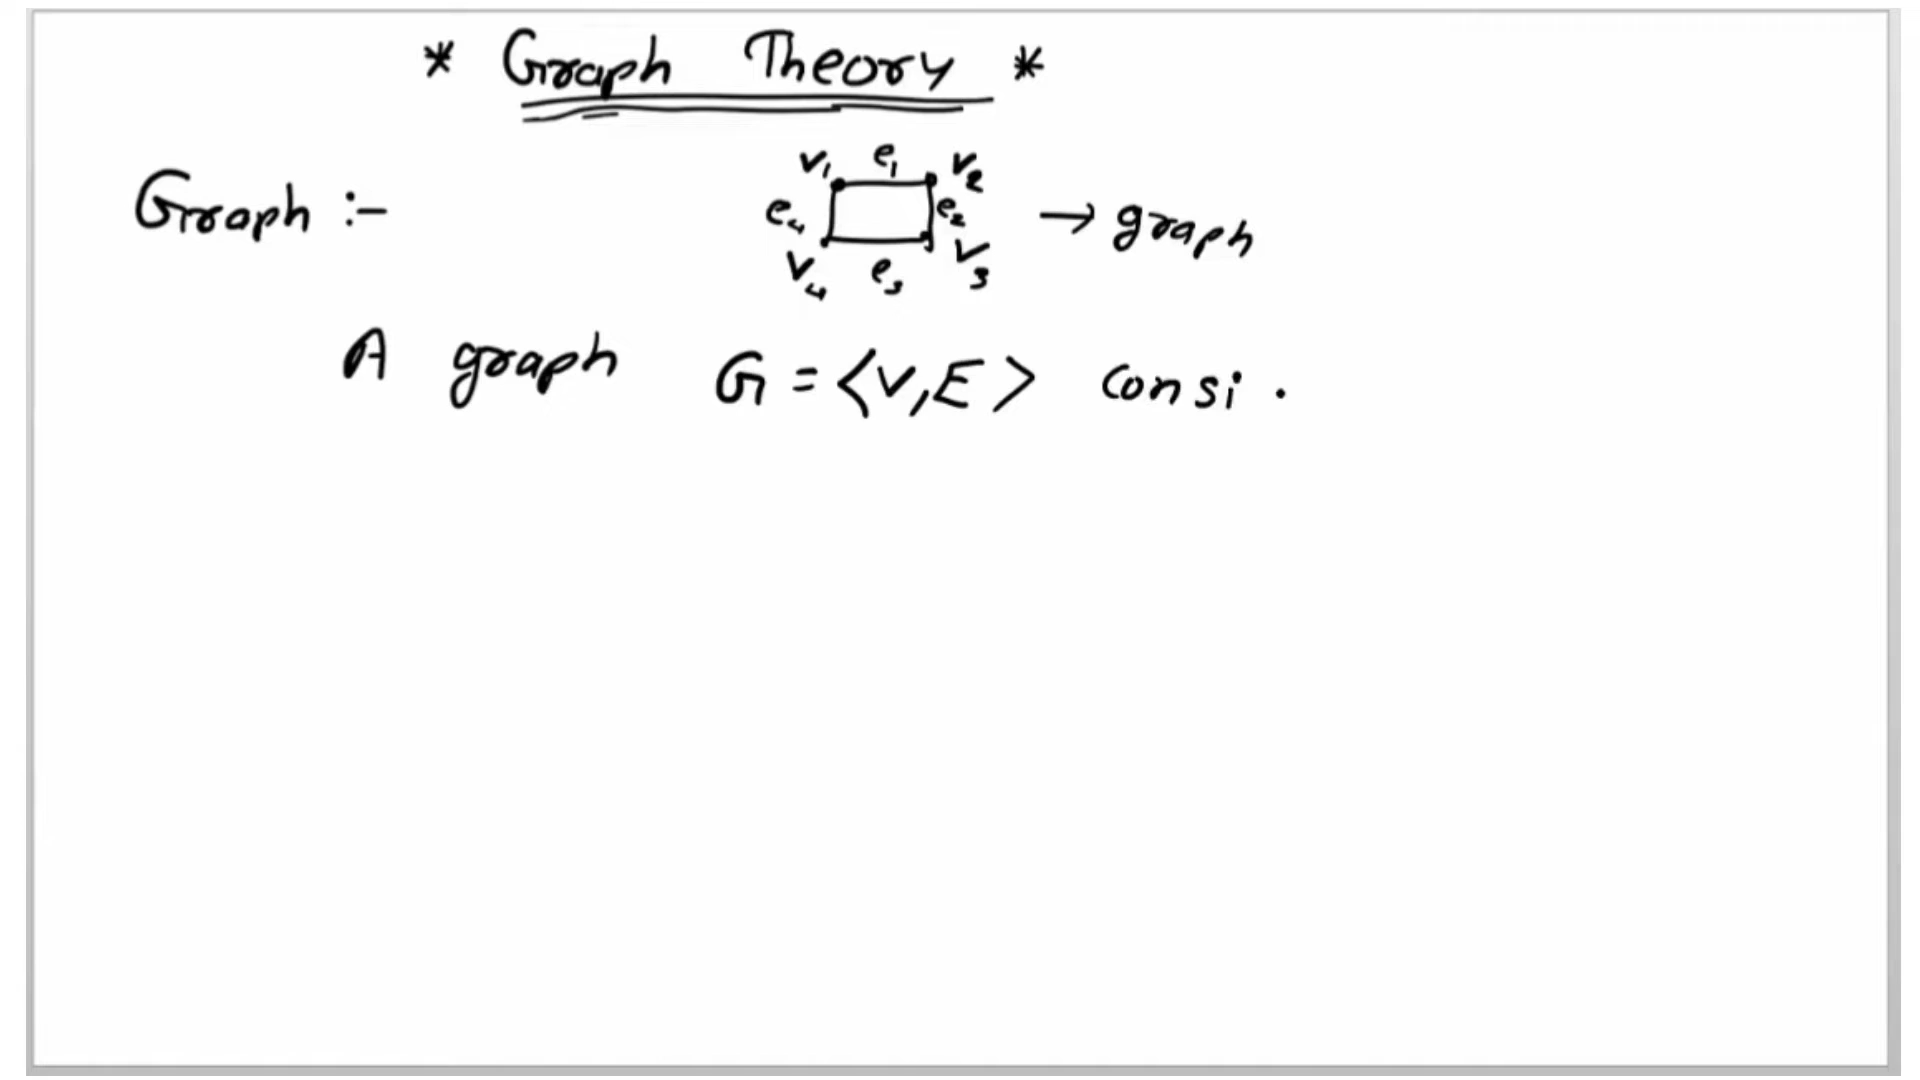 * Graph Theory *
Graph :-
v₁ e₁ v₂
e₄ e₂ → graph
v₄ e₃ v₃
A graph G = <V, E> consi .